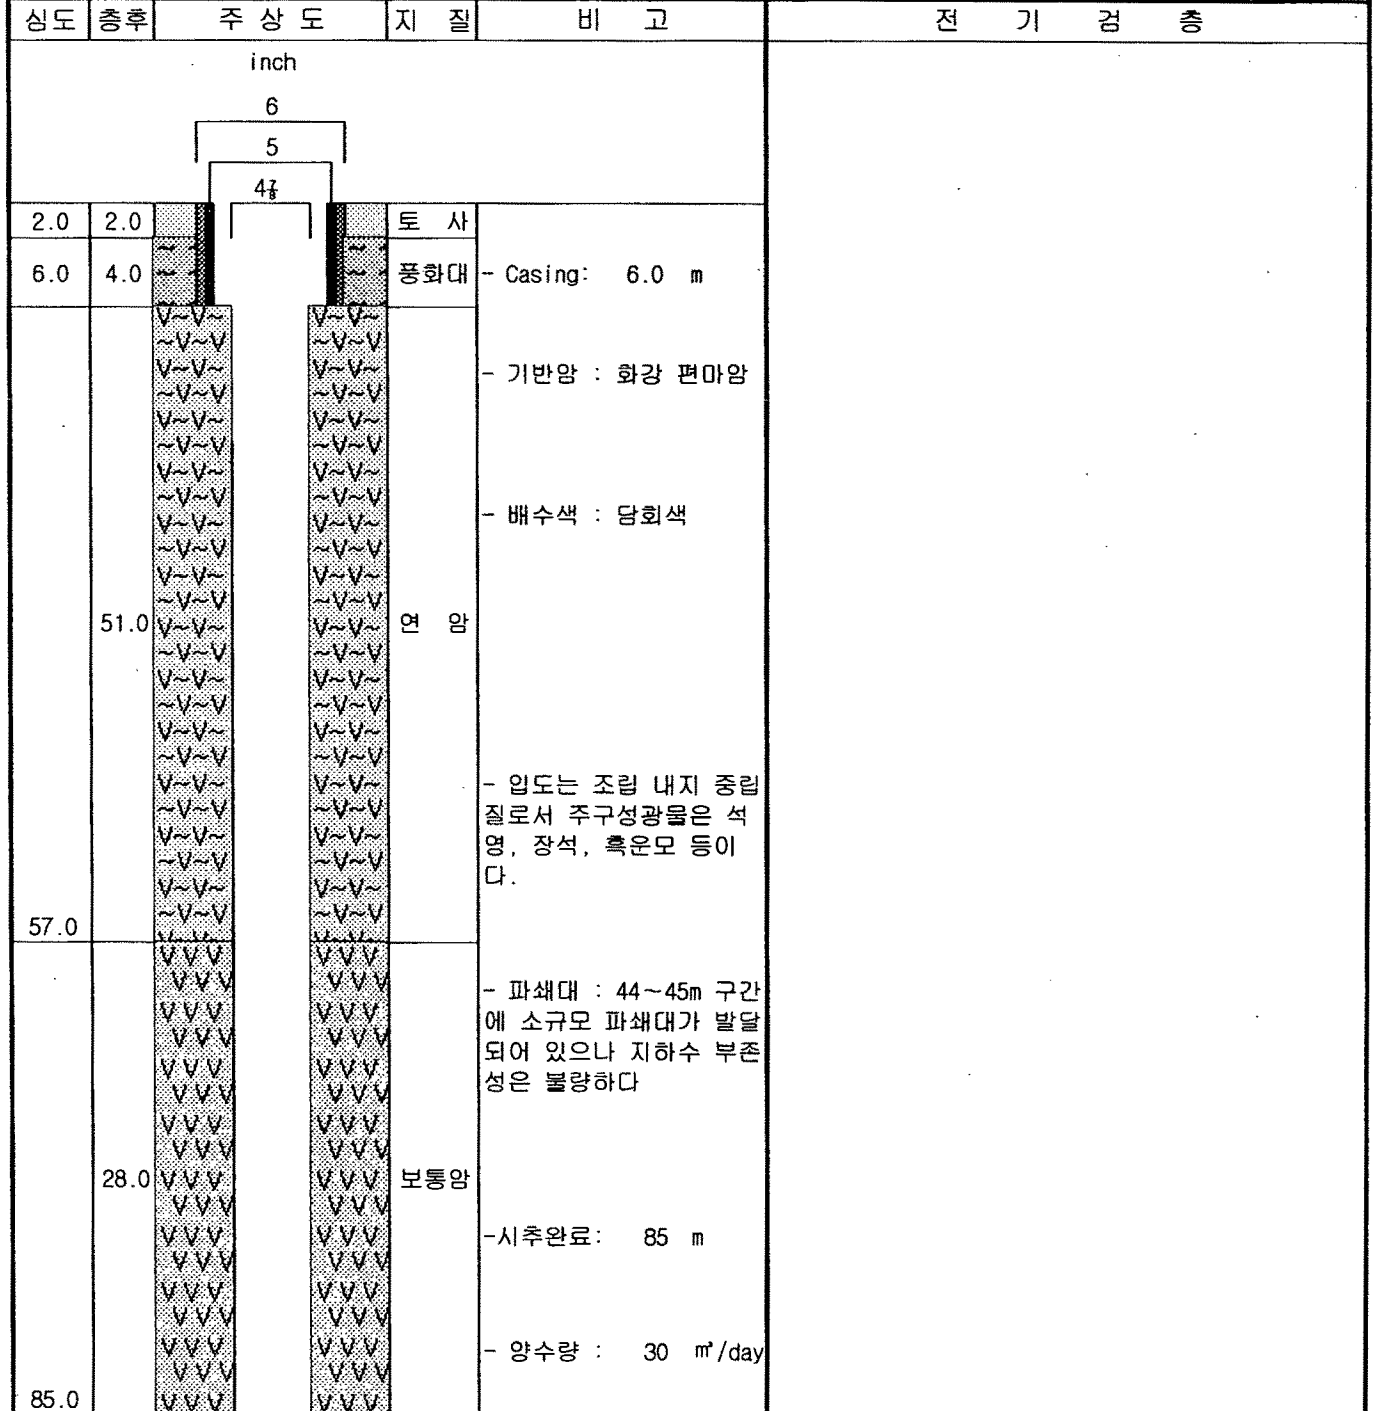 심도 층후 주 상 도 지 질 비 고 전 기 검 층
inch
6
5
4⅞
2.0 2.0 토 사
6.0 4.0 풍화대 - Casing: 6.0 m
- 기반암 : 화강 편마암
- 배수색 : 담회색
51.0 연 암
- 입도는 조립 내지 중립
질로서 주구성광물은 석
영, 장석, 흑운모 등이
다.
57.0
- 파쇄대 : 44~45m 구간
에 소규모 파쇄대가 발달
되어 있으나 지하수 부존
성은 불량하다
28.0 보통암
-시추완료: 85 m
- 양수량 : 30 ㎥/day
85.0